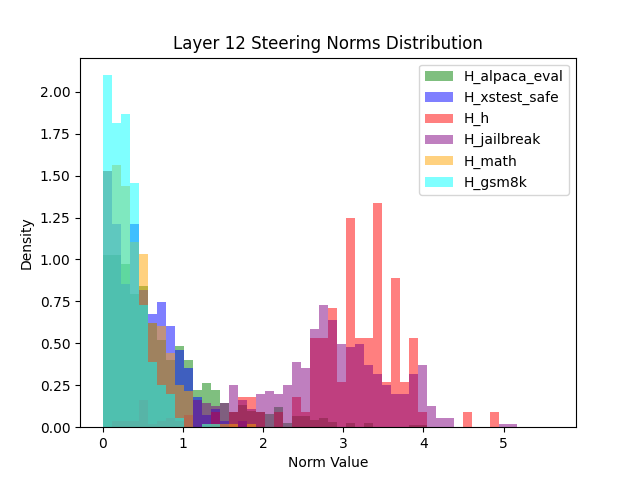 Layer 12 Steering Norms Distribution
H_alpaca_eval
H_xstest_safe
H_h
H_jailbreak
H_math
H_gsm8k
Density
2.00
1.75
1.50
1.25
1.00
0.75
0.50
0.25
0.00
0 1 2 3 4 5
Norm Value